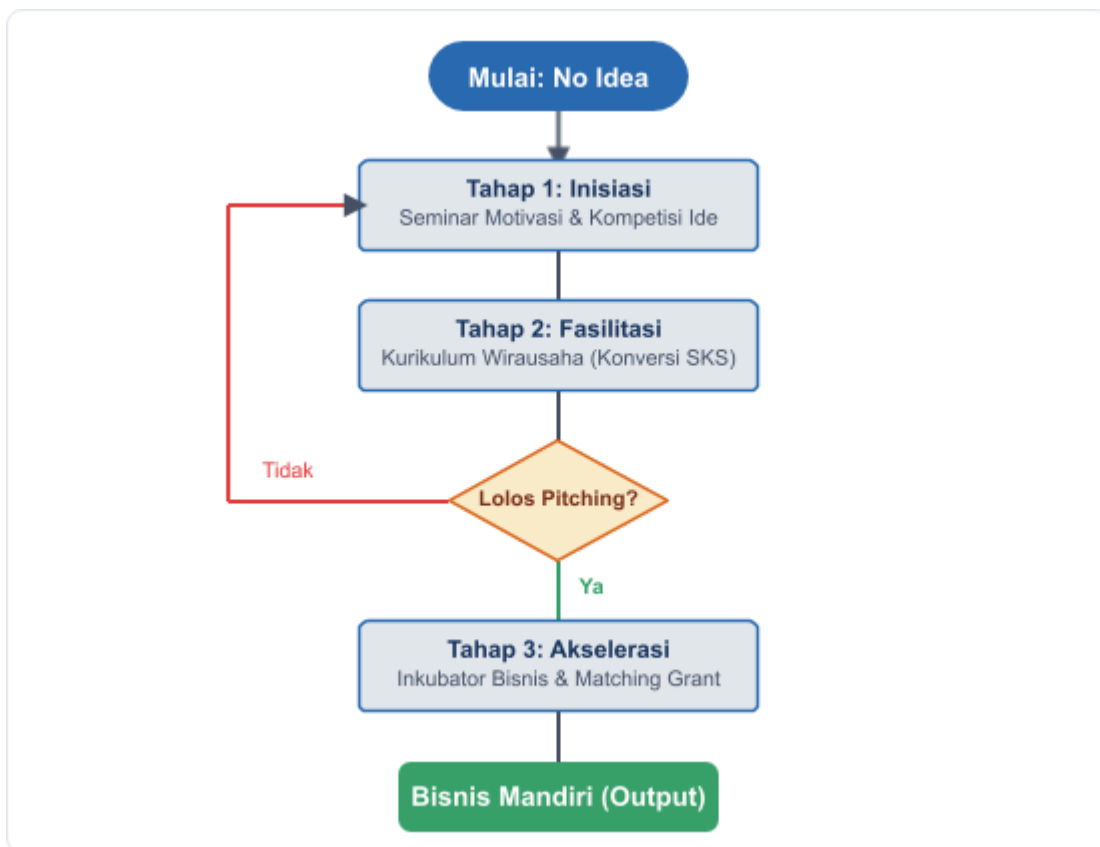 Mulai: No Idea
Tahap 1: Inisiasi
Seminar Motivasi & Kompetisi Ide
Tahap 2: Fasilitasi
Kurikulum Wirausaha (Konversi SKS)
Tidak
Lolos Pitching?
Ya
Tahap 3: Akselerasi
Inkubator Bisnis & Matching Grant
Bisnis Mandiri (Output)